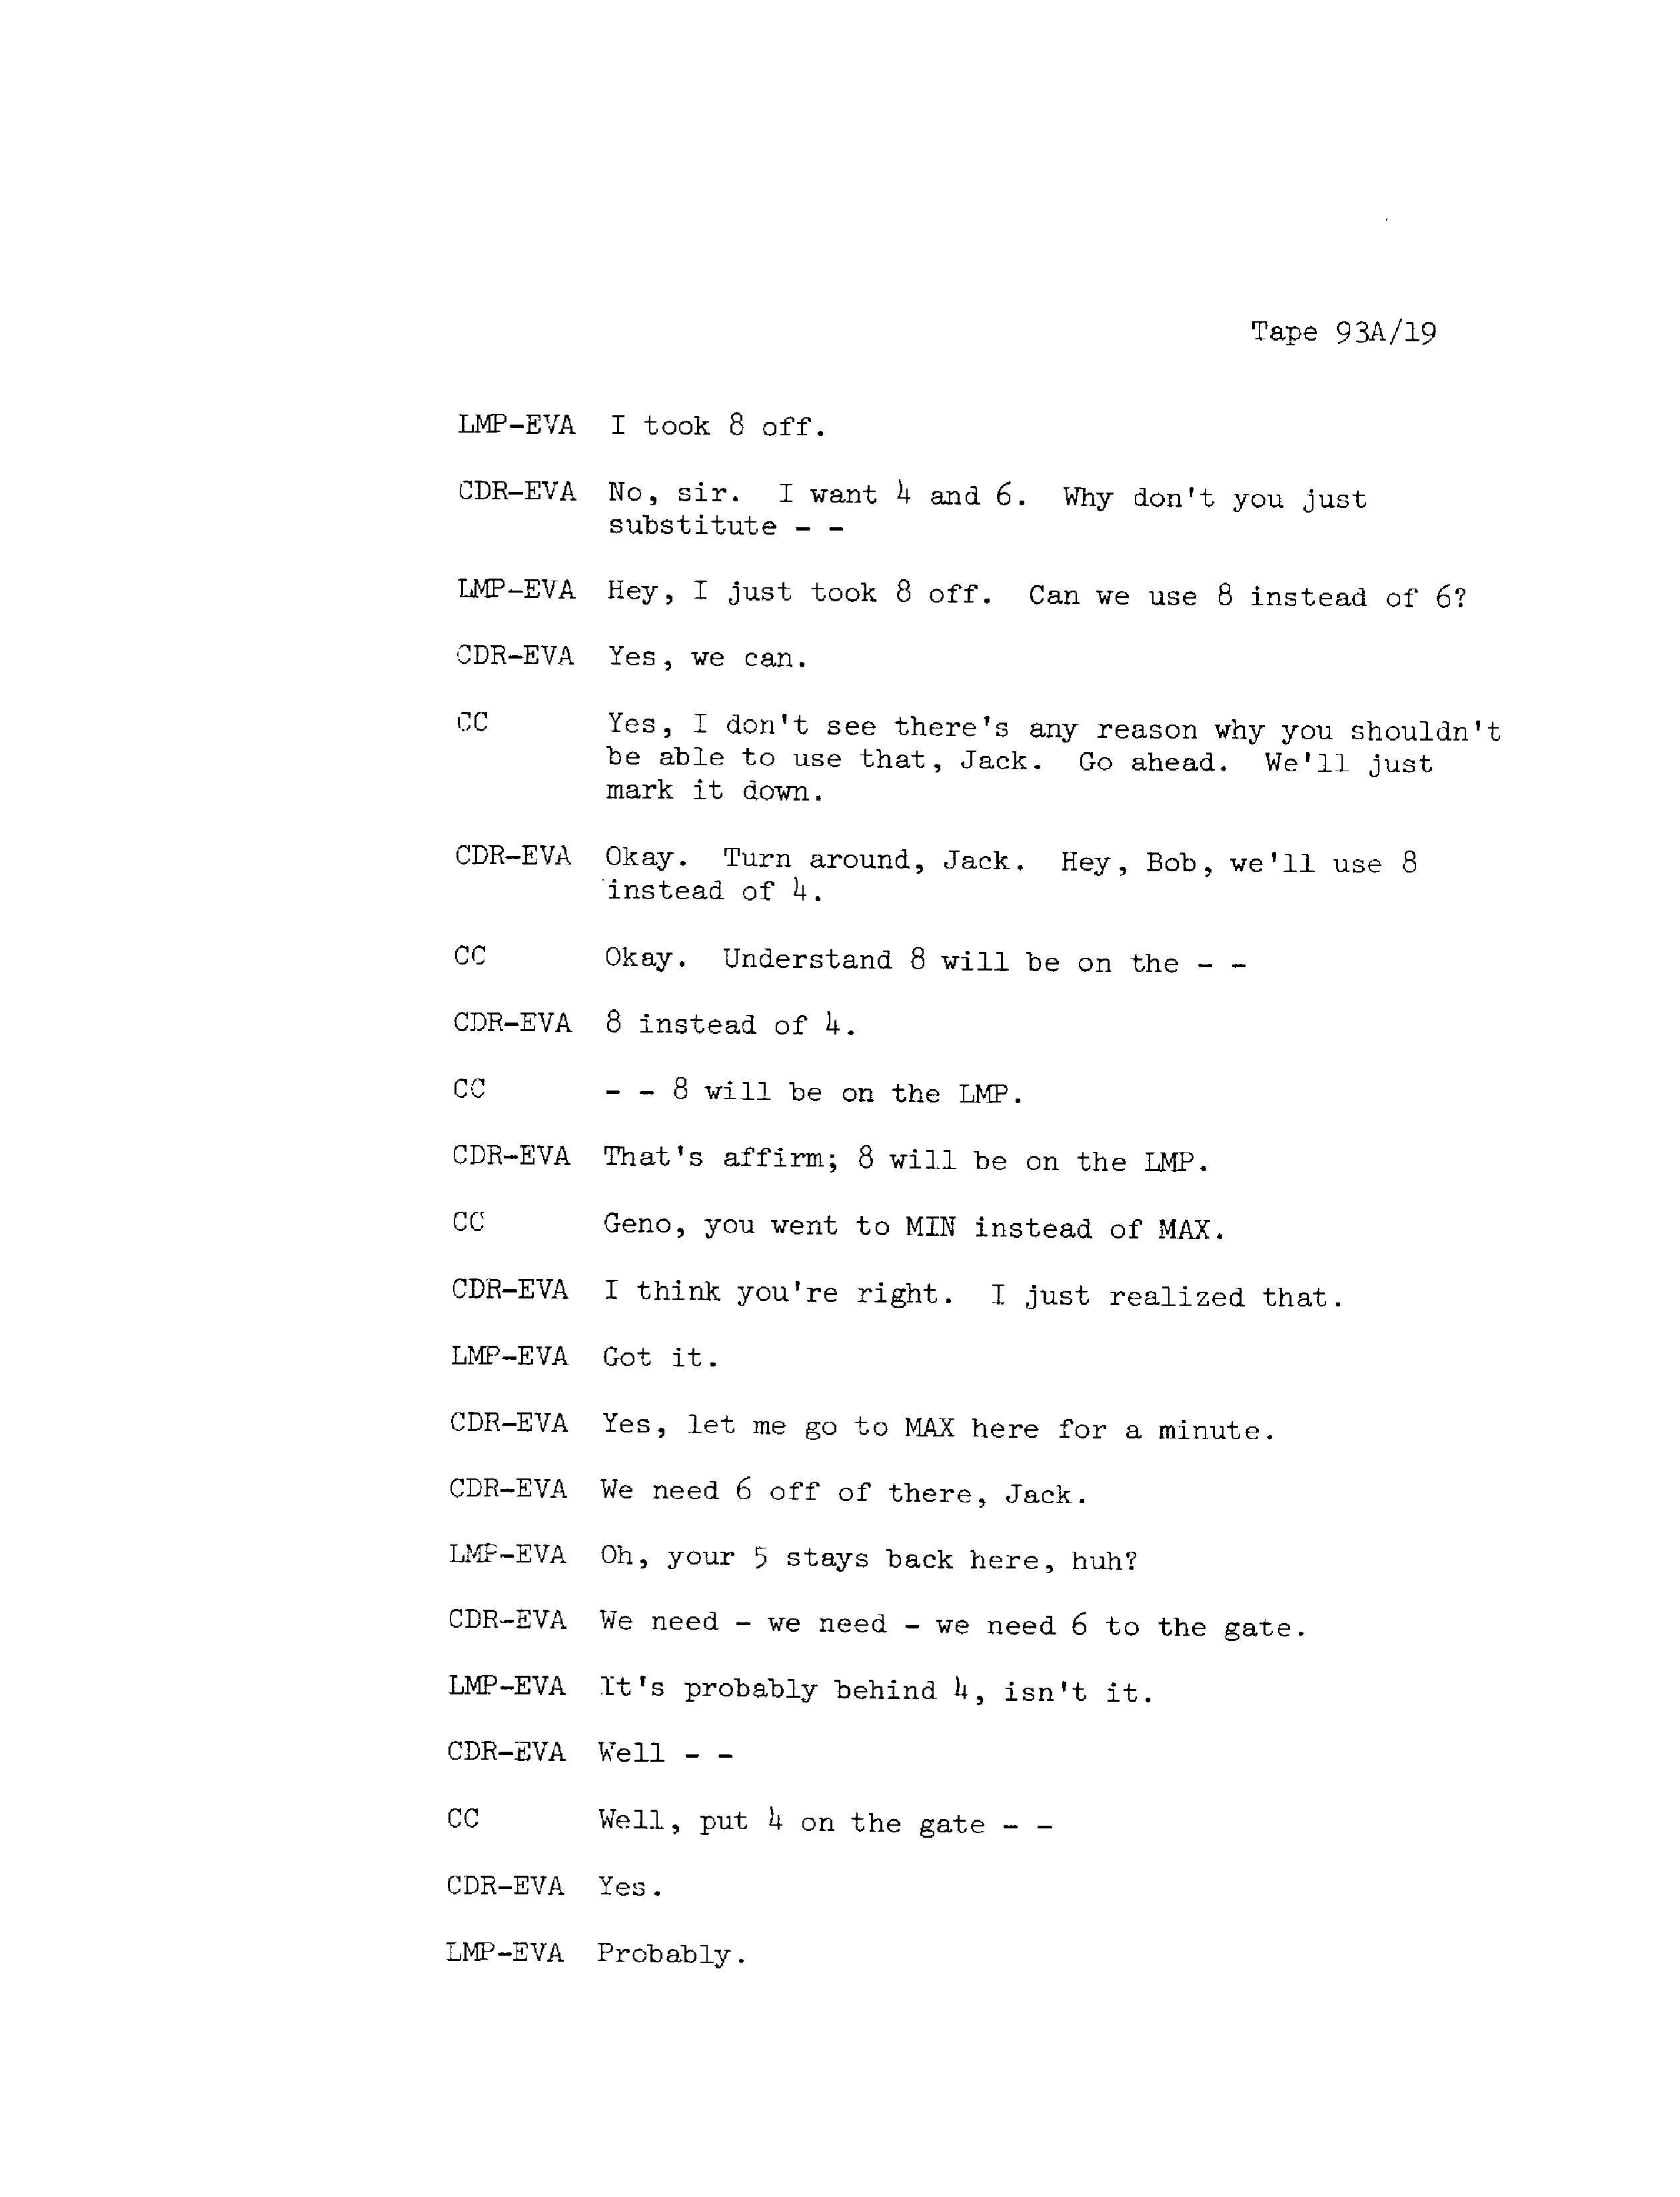 Tape 93A/19
LMP-EVA I took 8 off.
CDR-EVA No, sir. I want 4 and 6. Why don't you just
substitute - -
LMP-EVA Hey, I just took 8 off. Can we use 8 instead of 6?
CDR-EVA Yes, we can.
CC Yes, I don't see there's any reason why you shouldn't
be able to use that, Jack. Go ahead. We'll just
mark it down.
CDR-EVA Okay. Turn around, Jack. Hey, Bob, we'll use 8
instead of 4.
CC Okay. Understand 8 will be on the - -
CDR-EVA 8 instead of 4.
CC - - 8 will be on the LMP.
CDR-EVA That's affirm; 8 will be on the LMP.
CC Geno, you went to MIN instead of MAX.
CDR-EVA I think you're right. I just realized that.
LMP-EVA Got it.
CDR-EVA Yes, let me go to MAX here for a minute.
CDR-EVA We need 6 off of there, Jack.
LMP-EVA Oh, your 5 stays back here, huh?
CDR-EVA We need - we need - we need 6 to the gate.
LMP-EVA It's probably behind 4, isn't it.
CDR-EVA Well - -
CC Well, put 4 on the gate - -
CDR-EVA Yes.
LMP-EVA Probably.